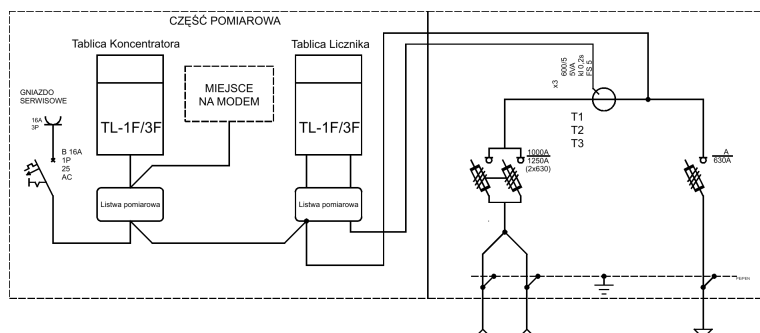 CZĘŚĆ POMIAROWA
Tablica Koncentratora
Tablica Licznika
GNIAZDO
SERWISOWE
16A
3P
MIEJSCE
NA MODEM
TL-1F/3F
TL-1F/3F
B 16A
1P
25
AC
Listwa pomiarowa
Listwa pomiarowa
x3
600/5
5VA
kl 0,2s
FS 5
T1
T2
T3
1000A
1250A
(2x630)
A
630A